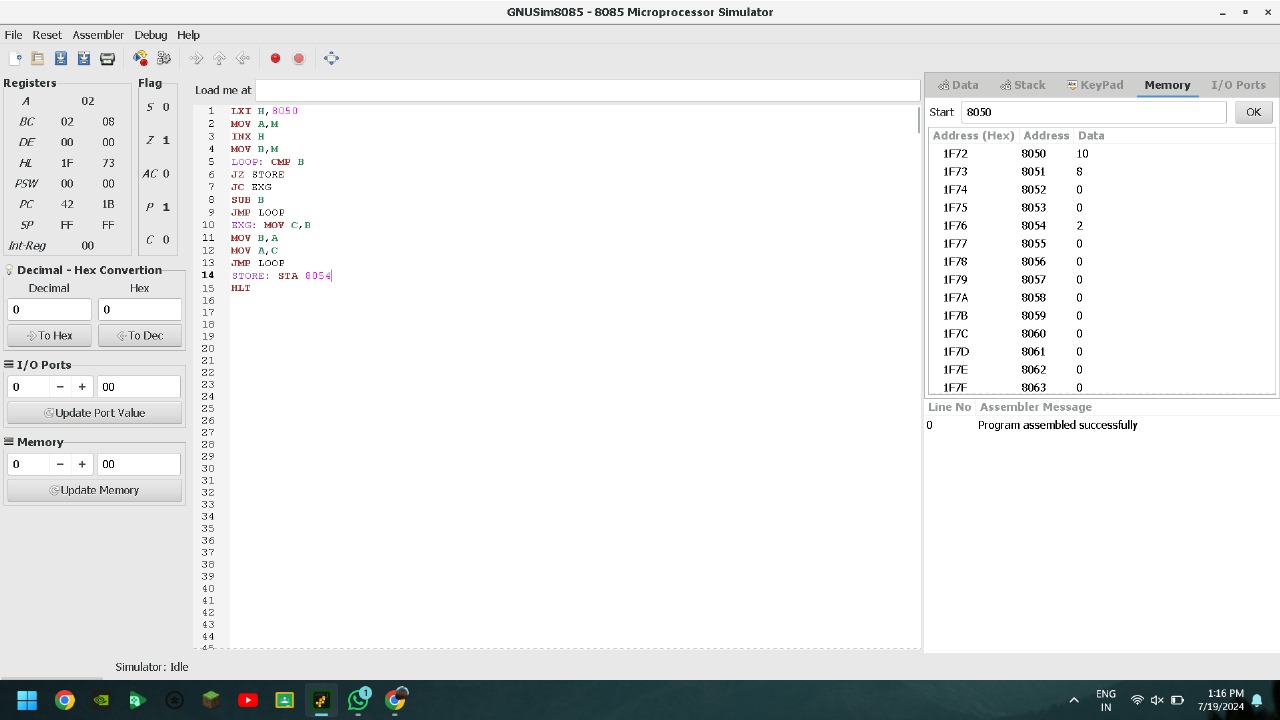 GNUSim8085 - 8085 Microprocessor Simulator
File Reset Assembler Debug Help
Registers
A 02
BC 02 08
DE 00 00
HL 1F 73
PSW 00 00
PC 42 1B
SP FF FF
Int-Reg 00
Flag
S 0
Z 1
AC 0
P 1
C 0
Decimal - Hex Convertion
Decimal Hex
0 0
To Hex To Dec
I/O Ports
0 - + 00
Update Port Value
Memory
0 - + 00
Update Memory
Load me at
1 LXI H,8050
2 MOV A,M
3 INX H
4 MOV B,M
5 LOOP: CMP B
6 JZ STORE
7 JC EXG
8 SUB B
9 JMP LOOP
10 EXG: MOV C,B
11 MOV B,A
12 MOV A,C
13 JMP LOOP
14 STORE: STA 8054
15 HLT
16
17
18
19
20
21
22
23
24
25
26
27
28
29
30
31
32
33
34
35
36
37
38
39
40
41
42
43
44
45
Data Stack KeyPad Memory I/O Ports
Start 8050 OK
Address (Hex) Address Data
1F72 8050 10
1F73 8051 8
1F74 8052 0
1F75 8053 0
1F76 8054 2
1F77 8055 0
1F78 8056 0
1F79 8057 0
1F7A 8058 0
1F7B 8059 0
1F7C 8060 0
1F7D 8061 0
1F7E 8062 0
1F7F 8063 0
Line No Assembler Message
0 Program assembled successfully
Simulator: Idle
1
ENG
IN
1:16 PM
7/19/2024